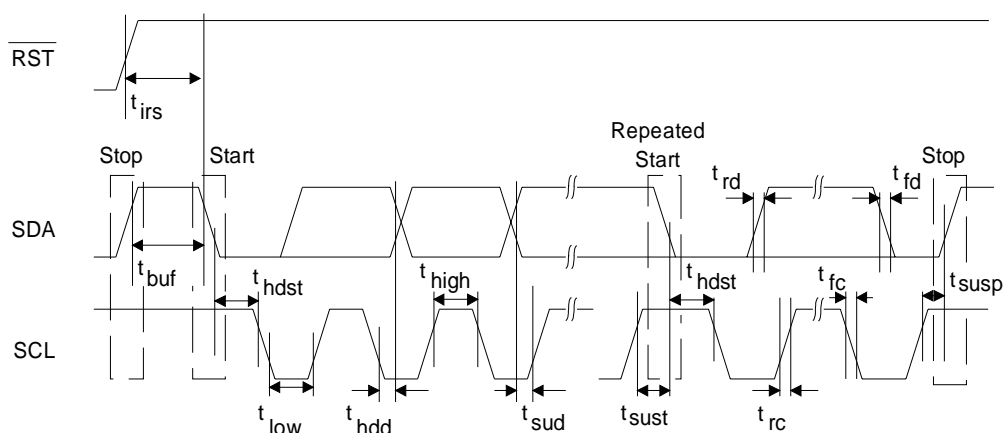 RST
t irs
Repeated
Stop Start Start Stop
t rd t fd
SDA
t buf t hdst t high t hdst t fc t susp
SCL
t low t hdd t sud t sust t rc